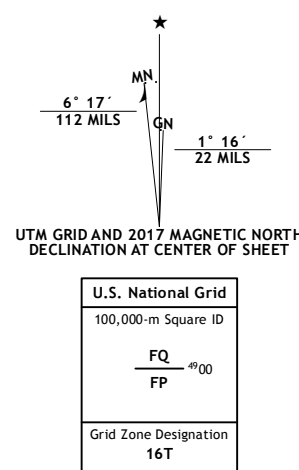 MN.
6° 17´
112 MILS
GN
1° 16´
22 MILS
UTM GRID AND 2017 MAGNETIC NORTH
DECLINATION AT CENTER OF SHEET
U.S. National Grid
100,000-m Square ID
FQ
4900
FP
Grid Zone Designation
16T